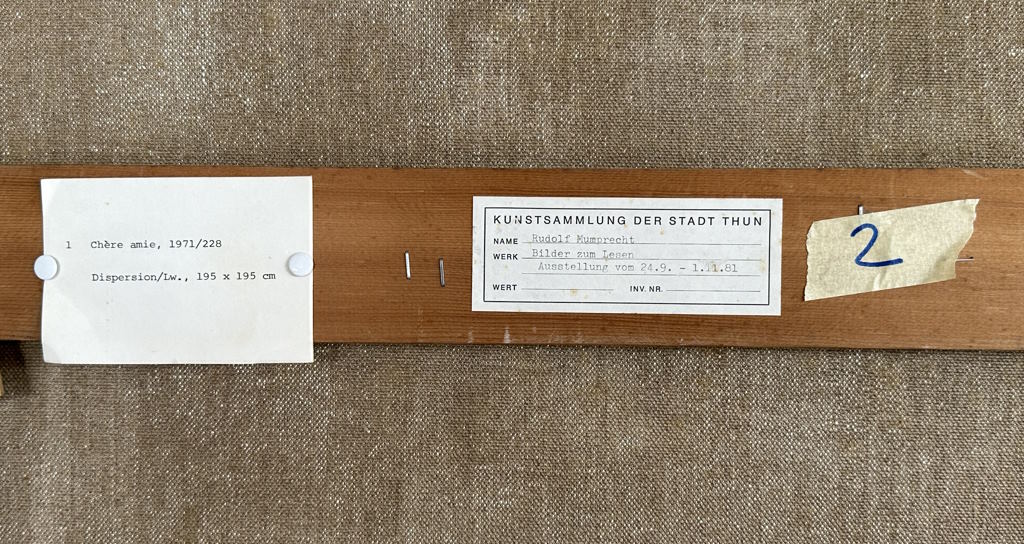 1 Chère amie, 1971/228
Dispersion/Lw., 195 x 195 cm
KUNSTSAMMLUNG DER STADT THUN
NAME Rudolf Mumprecht
WERK Bilder zum Lesen
Ausstellung vom 24.9. - 1.11.81
WERT INV. NR.
2